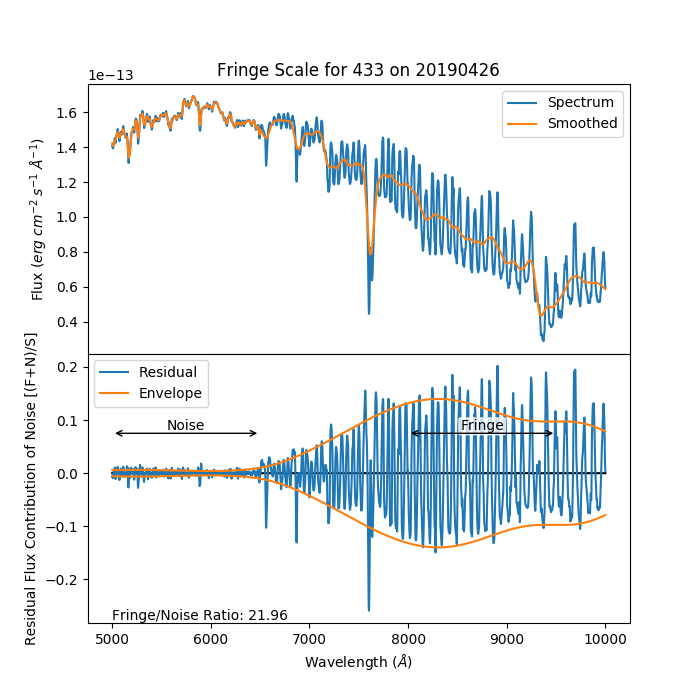 Fringe Scale for 433 on 20190426
1e−13
Spectrum
Smoothed
1.6
1.4
1.2
1.0
0.8
0.6
0.4
Flux (erg cm⁻² s⁻¹ Å⁻¹)
Residual
Envelope
Noise
Fringe
0.2
0.1
0.0
−0.1
−0.2
Residual Flux Contribution of Noise [(F+N)/S]
Fringe/Noise Ratio: 21.96
5000 6000 7000 8000 9000 10000
Wavelength (Å)